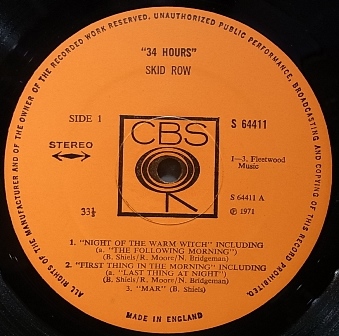 ALL RIGHTS OF THE MANUFACTURER AND OF THE OWNER OF THE RECORDED WORK RESERVED. UNAUTHORIZED PUBLIC PERFORMANCE, BROADCASTING AND COPYING OF THIS RECORD PROHIBITED.
"34 HOURS"
SKID ROW
SIDE 1
CBS
S 64411
STEREO
1—3. Fleetwood
Music
S 64411 A
33⅓
℗ 1971
1. "NIGHT OF THE WARM WITCH" INCLUDING
(a. "THE FOLLOWING MORNING")
(B. Shiels/R. Moore/N. Bridgeman)
2. "FIRST THING IN THE MORNING" INCLUDING
(a. "LAST THING AT NIGHT")
(B. Shiels/R. Moore/N. Bridgeman)
3. "MAR" (B. Shiels)
MADE IN ENGLAND